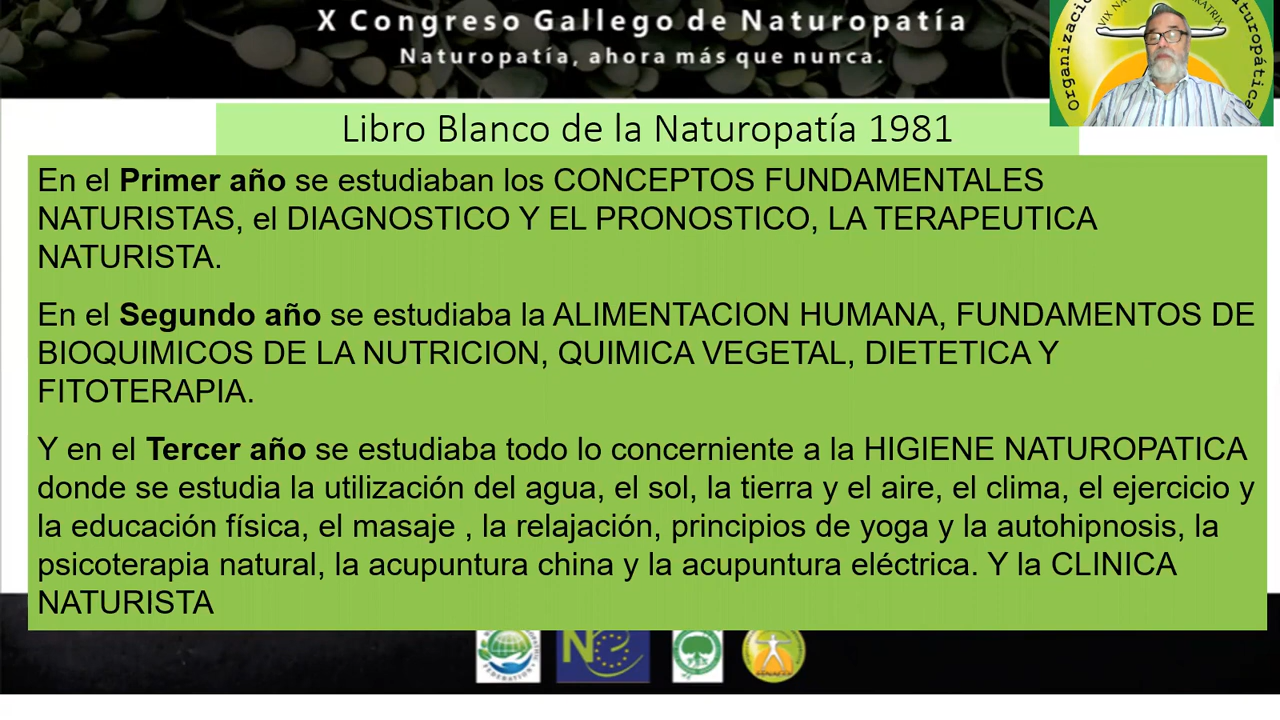 X Congreso Gallego de Naturopatía
Naturopatía, ahora más que nunca.
Libro Blanco de la Naturopatía 1981
En el Primer año se estudiaban los CONCEPTOS FUNDAMENTALES
NATURISTAS, el DIAGNOSTICO Y EL PRONOSTICO, LA TERAPEUTICA
NATURISTA.
En el Segundo año se estudiaba la ALIMENTACION HUMANA, FUNDAMENTOS DE
BIOQUIMICOS DE LA NUTRICION, QUIMICA VEGETAL, DIETETICA Y
FITOTERAPIA.
Y en el Tercer año se estudiaba todo lo concerniente a la HIGIENE NATUROPATICA
donde se estudia la utilización del agua, el sol, la tierra y el aire, el clima, el ejercicio y
la educación física, el masaje , la relajación, principios de yoga y la autohipnosis, la
psicoterapia natural, la acupuntura china y la acupuntura eléctrica. Y la CLINICA
NATURISTA